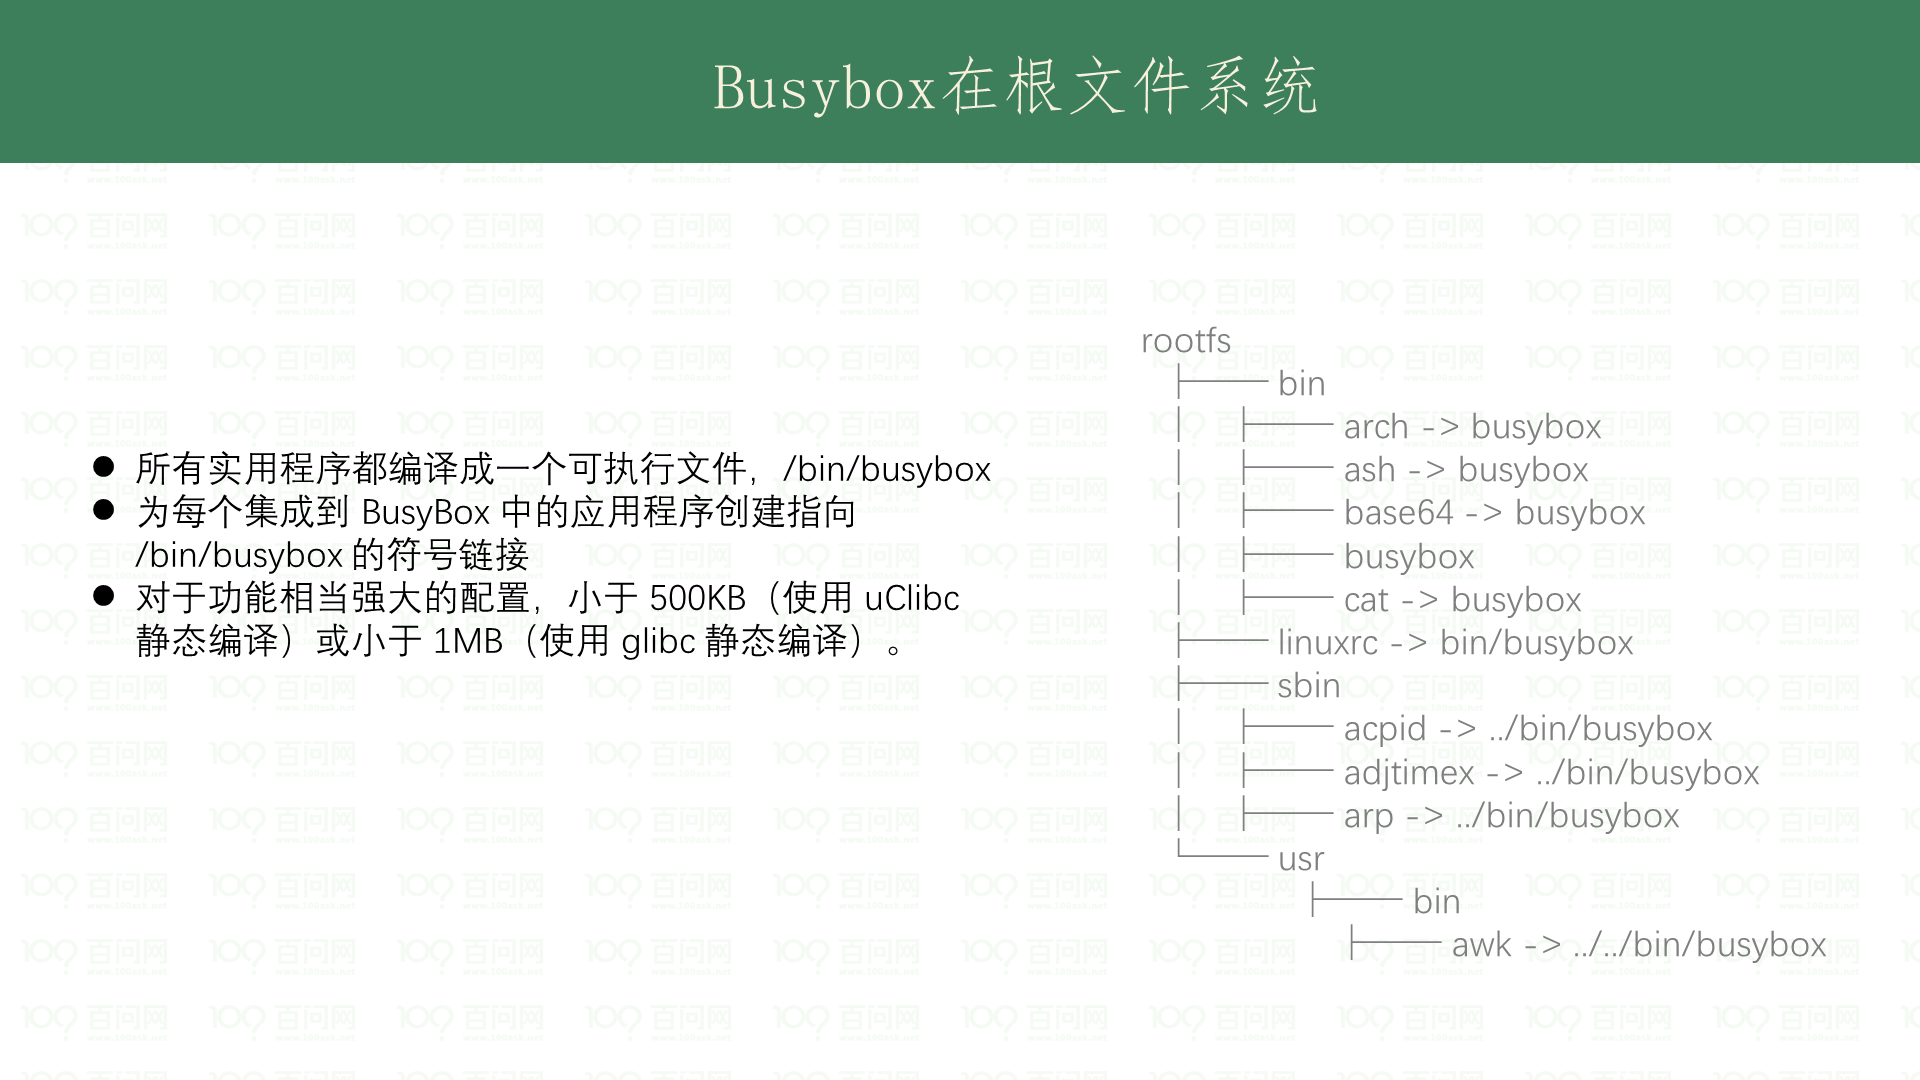 Busybox在根文件系统
● 所有实用程序都编译成一个可执行文件，/bin/busybox
● 为每个集成到 BusyBox 中的应用程序创建指向
/bin/busybox 的符号链接
● 对于功能相当强大的配置，小于 500KB（使用 uClibc
静态编译）或小于 1MB（使用 glibc 静态编译）。
rootfs
├── bin
│ ├── arch -> busybox
│ ├── ash -> busybox
│ ├── base64 -> busybox
│ ├── busybox
│ ├── cat -> busybox
├── linuxrc -> bin/busybox
├── sbin
│ ├── acpid -> ../bin/busybox
│ ├── adjtimex -> ../bin/busybox
│ ├── arp -> ../bin/busybox
└── usr
├── bin
├── awk -> ../../bin/busybox
百问网
www.100ask.net